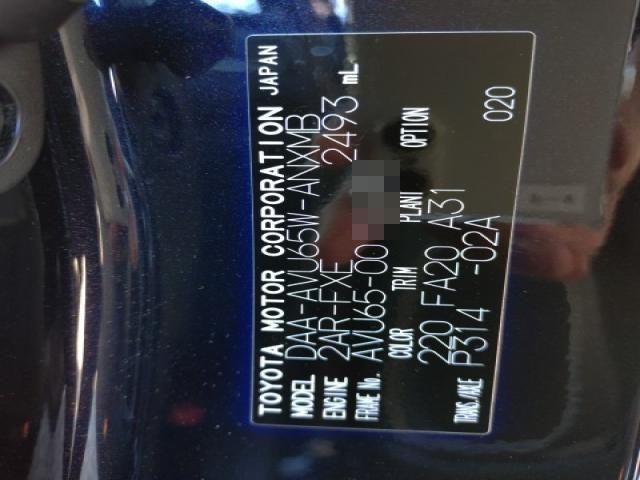 TOYOTA MOTOR CORPORATION JAPAN
MODEL DAA-AVU65W-ANXMB
ENGINE 2AR-FXE 2493 mL
FRAME No. AVU65-00
COLOR TRIM PLANT OPTION
220 FA20 A31
TRANS./AXLE P314 -02A 020